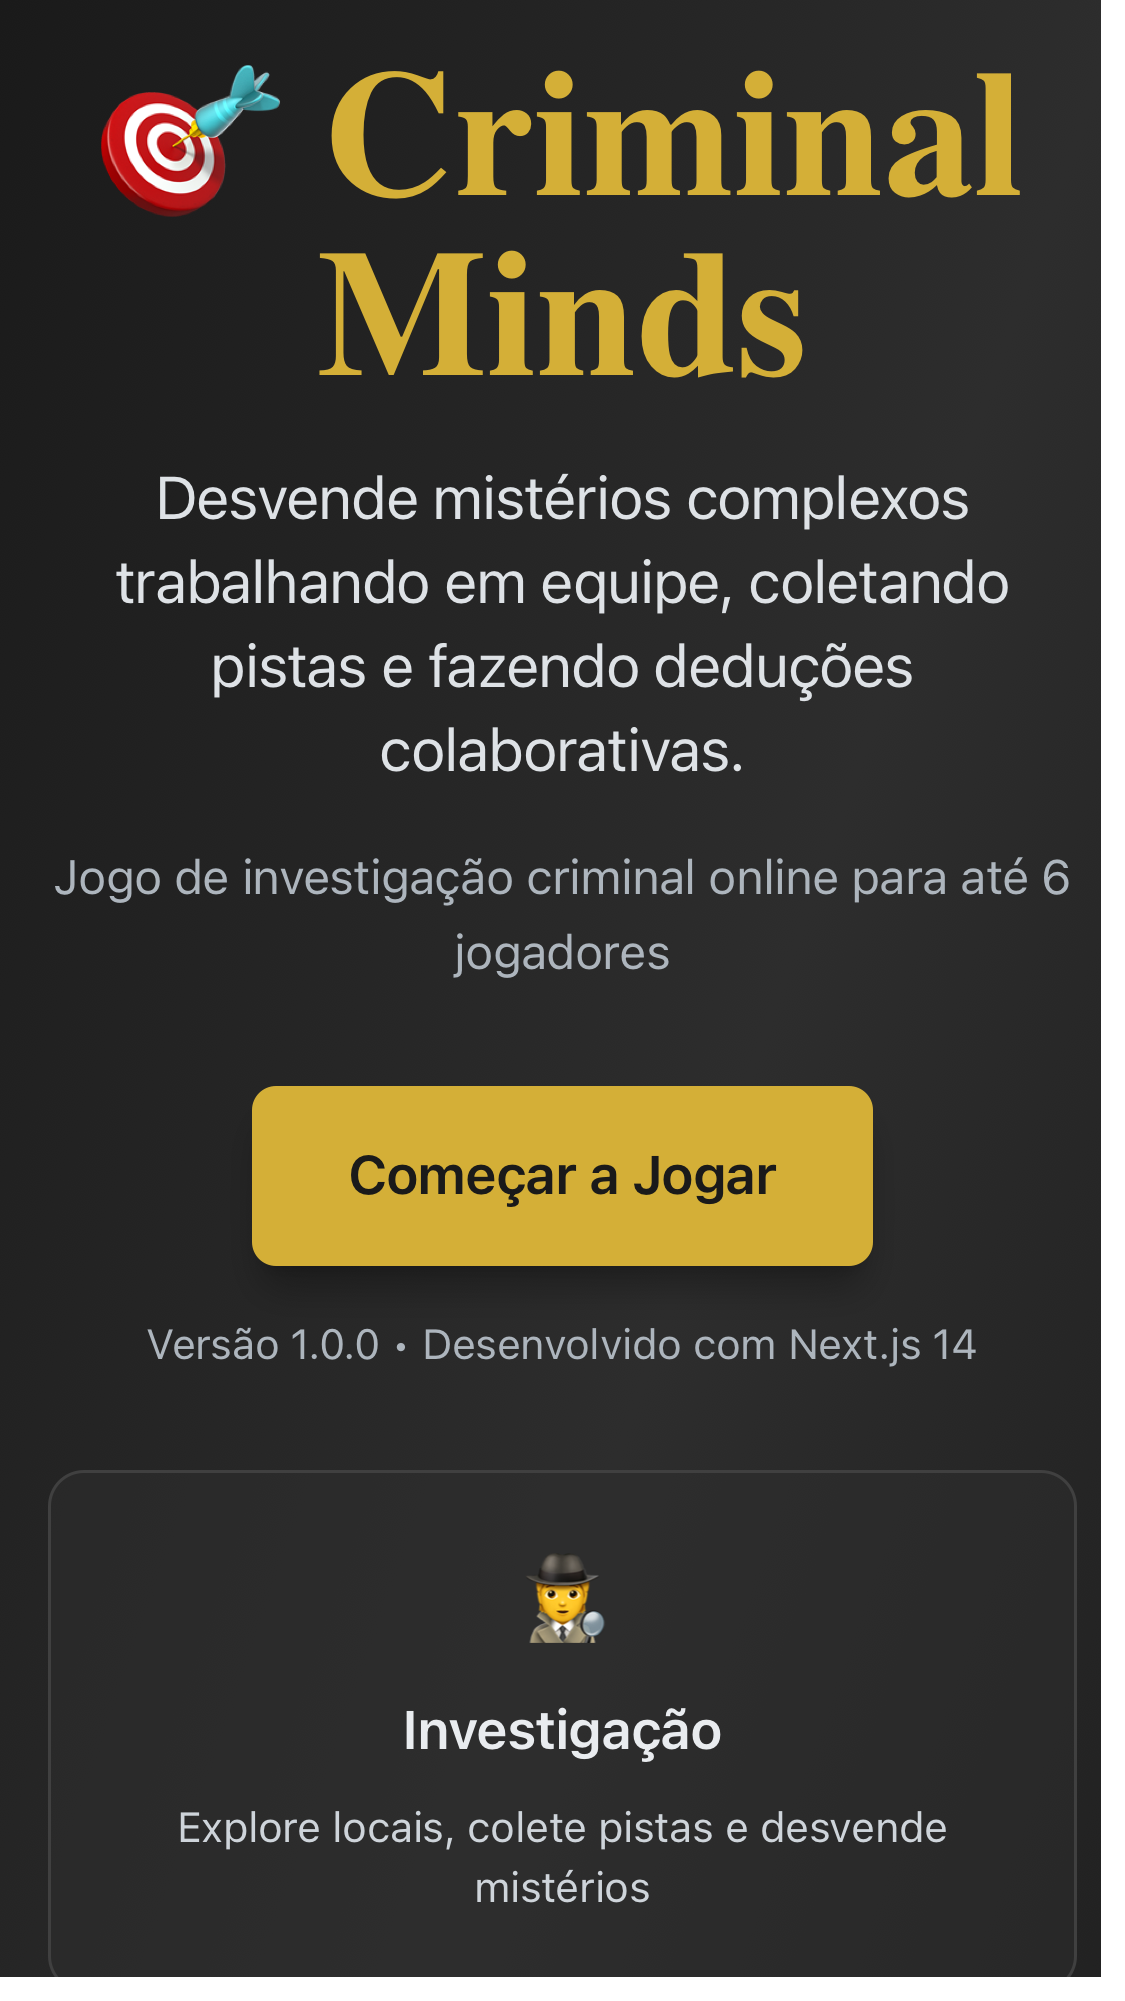 Criminal
Minds
Desvende mistérios complexos
trabalhando em equipe, coletando
pistas e fazendo deduções
colaborativas.
Jogo de investigação criminal online para até 6
jogadores
Começar a Jogar
Versão 1.0.0 • Desenvolvido com Next.js 14
Investigação
Explore locais, colete pistas e desvende
mistérios